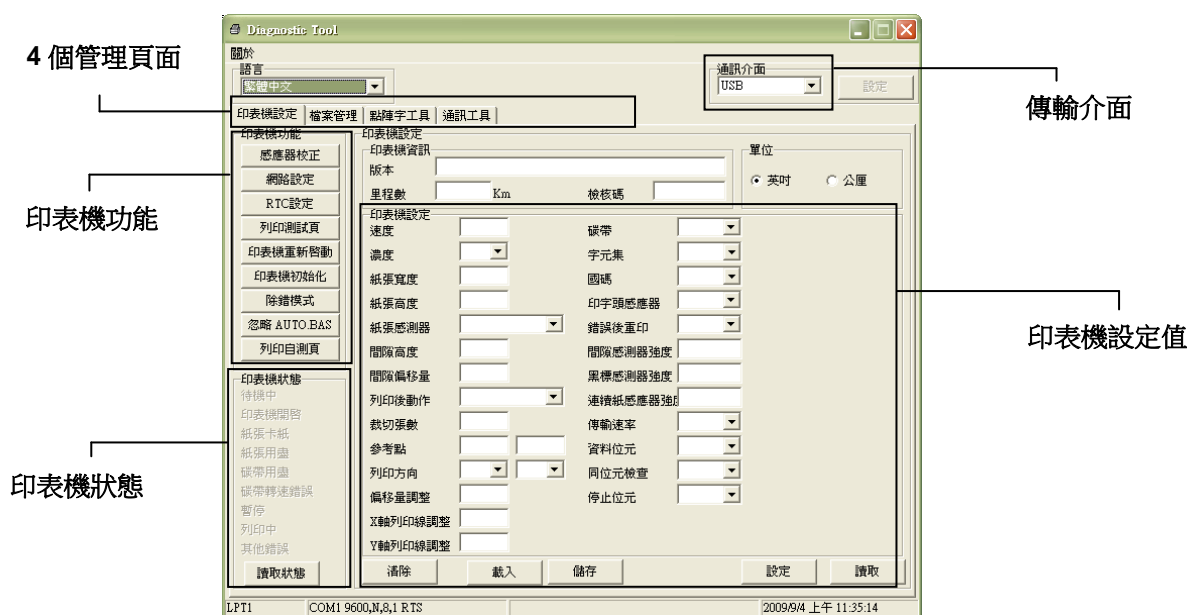 Diagnostic Tool
關於
語言
繁體中文
通訊介面
USB
設定
4 個管理頁面
傳輸介面
印表機設定 檔案管理 點陣字工具 通訊工具
印表機功能
感應器校正
網路設定
RTC設定
列印測試頁
印表機重新啓動
印表機初始化
除錯模式
忽略 AUTO.BAS
列印自測頁
印表機功能
印表機狀態
待機中
印表機開啓
紙張卡紙
紙張用盡
碳帶用盡
碳帶轉速錯誤
暫停
列印中
其他錯誤
讀取狀態
印表機狀態
印表機設定
印表機資訊
版本
里程數 Km 檢核碼
單位
英吋 公厘
印表機設定
速度 碳帶
濃度 字元集
紙張寬度 國碼
紙張高度 印字頭感應器
紙張感測器 錯誤後重印
間隙高度 間隙感測器強度
間隙偏移量 黑標感測器強度
列印後動作 連續紙感應器強度
裁切張數 傳輸速率
參考點 資料位元
列印方向 同位元檢查
偏移量調整 停止位元
X軸列印線調整
Y軸列印線調整
清除 載入 儲存 設定 讀取
印表機設定值
LPT1 COM1 9600,N,8,1 RTS 2009/9/4 上午 11:35:14